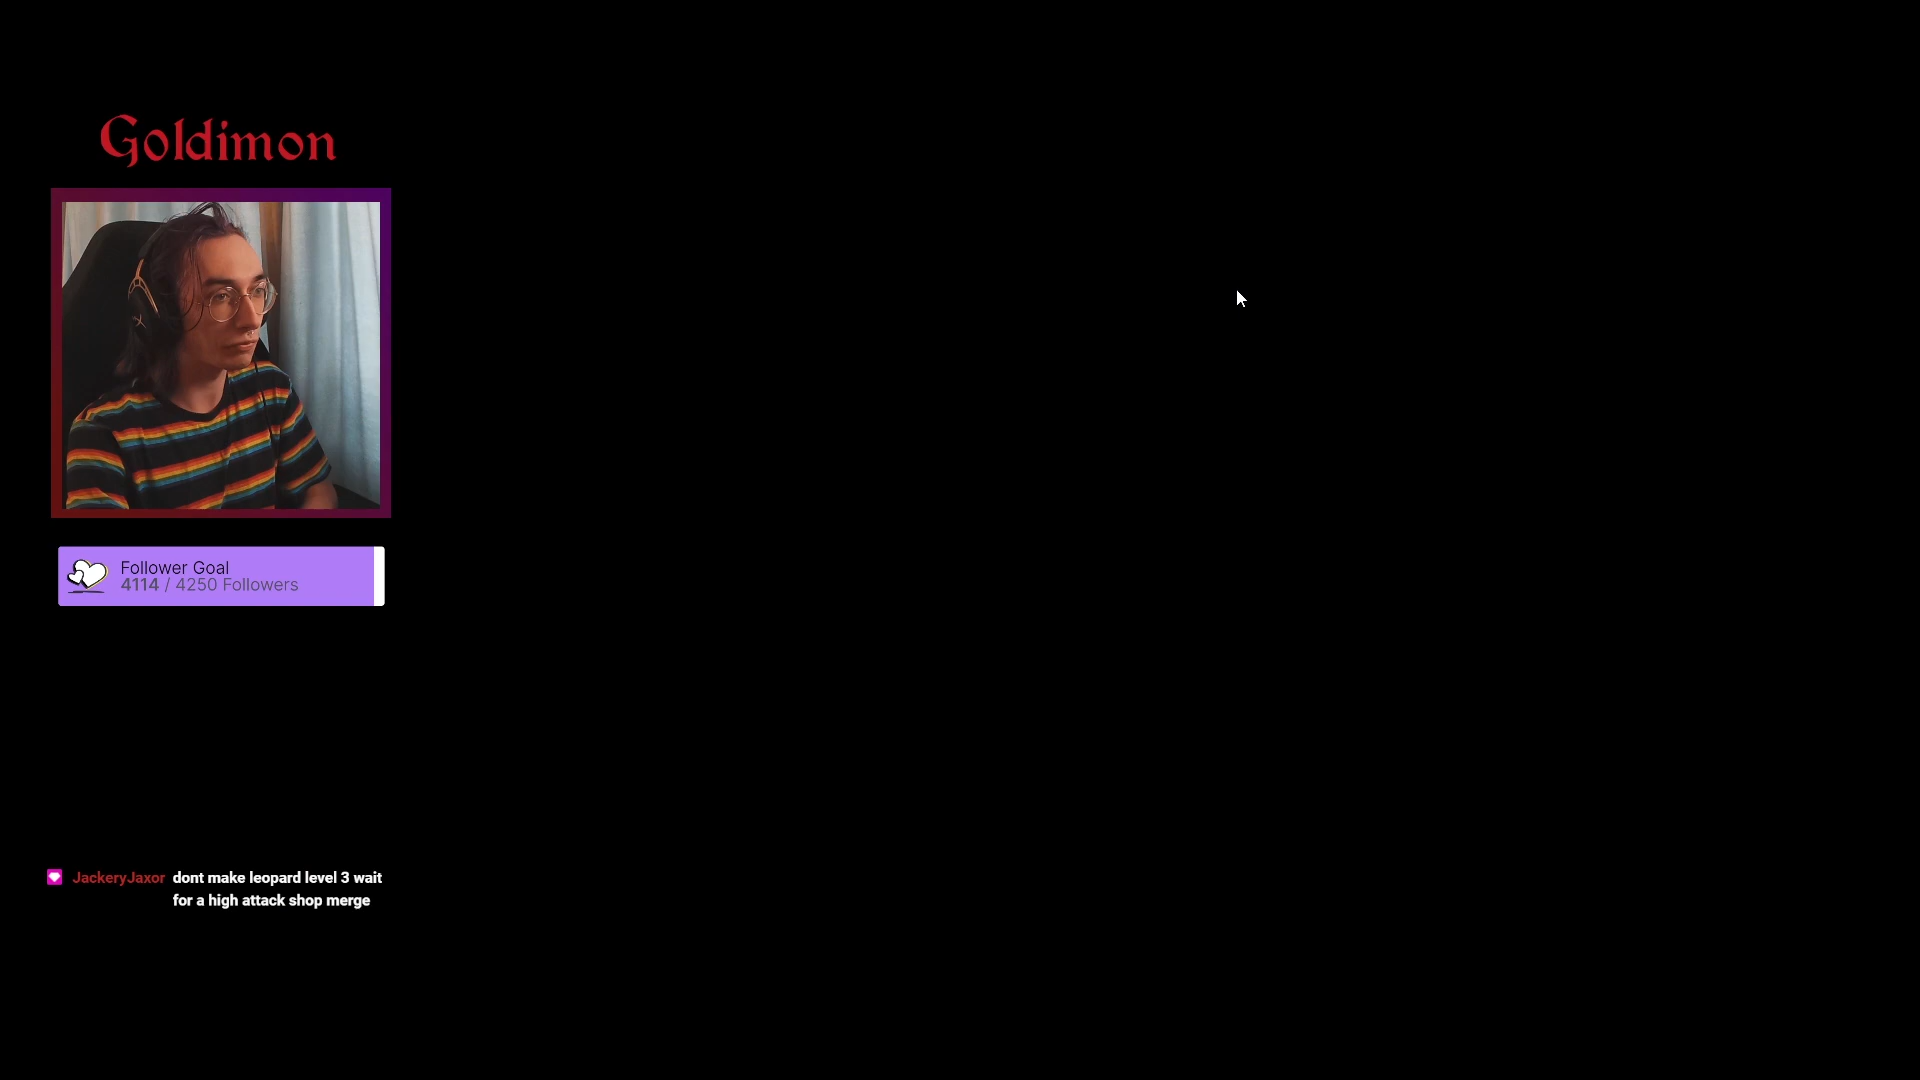 Goldimon
Follower Goal
4114 / 4250 Followers
JackeryJaxor dont make leopard level 3 wait
for a high attack shop merge